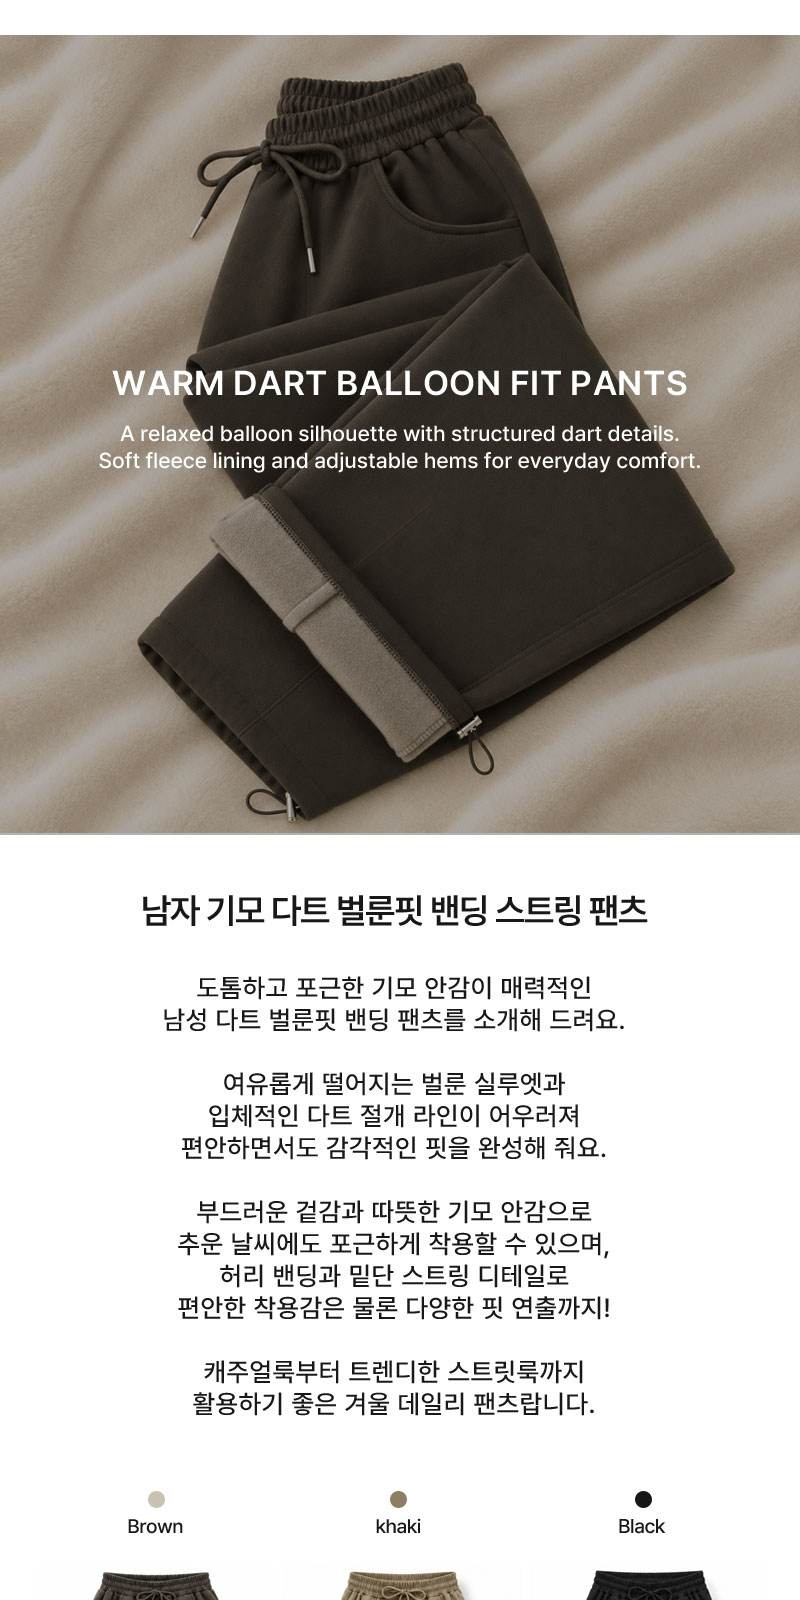 WARM DART BALLOON FIT PANTS
A relaxed balloon silhouette with structured dart details.
Soft fleece lining and adjustable hems for everyday comfort.
남자 기모 다트 벌룬핏 밴딩 스트링 팬츠
도톰하고 포근한 기모 안감이 매력적인
남성 다트 벌룬핏 밴딩 팬츠를 소개해 드려요.
여유롭게 떨어지는 벌룬 실루엣과
입체적인 다트 절개 라인이 어우러져
편안하면서도 감각적인 핏을 완성해 줘요.
부드러운 겉감과 따뜻한 기모 안감으로
추운 날씨에도 포근하게 착용할 수 있으며,
허리 밴딩과 밑단 스트링 디테일로
편안한 착용감은 물론 다양한 핏 연출까지!
캐주얼룩부터 트렌디한 스트릿룩까지
활용하기 좋은 겨울 데일리 팬츠랍니다.
Brown
khaki
Black